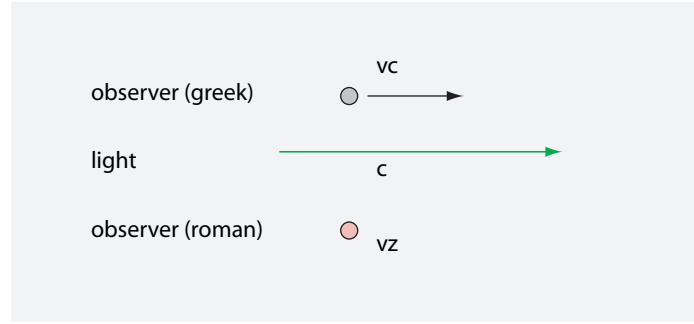 vc
observer (greek)
light
c
observer (roman)
vz